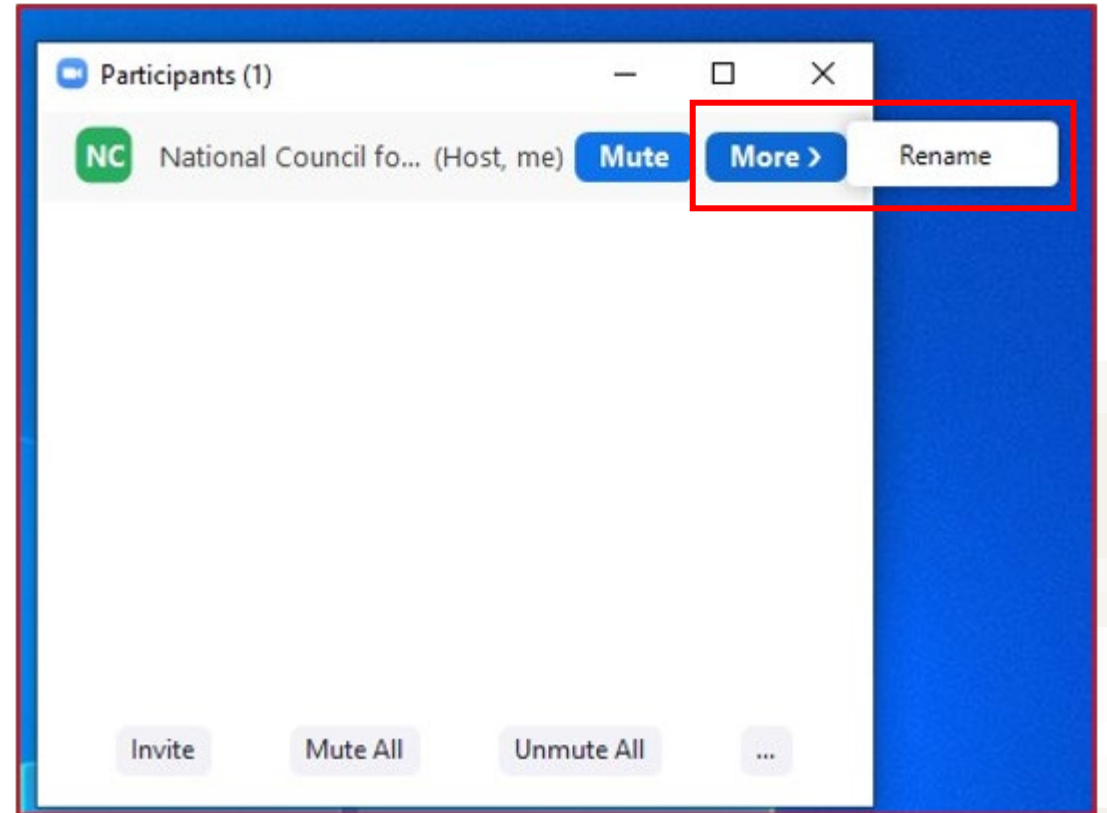 Participants (1)
NC National Council fo... (Host, me) Mute More > Rename
Invite Mute All Unmute All ...